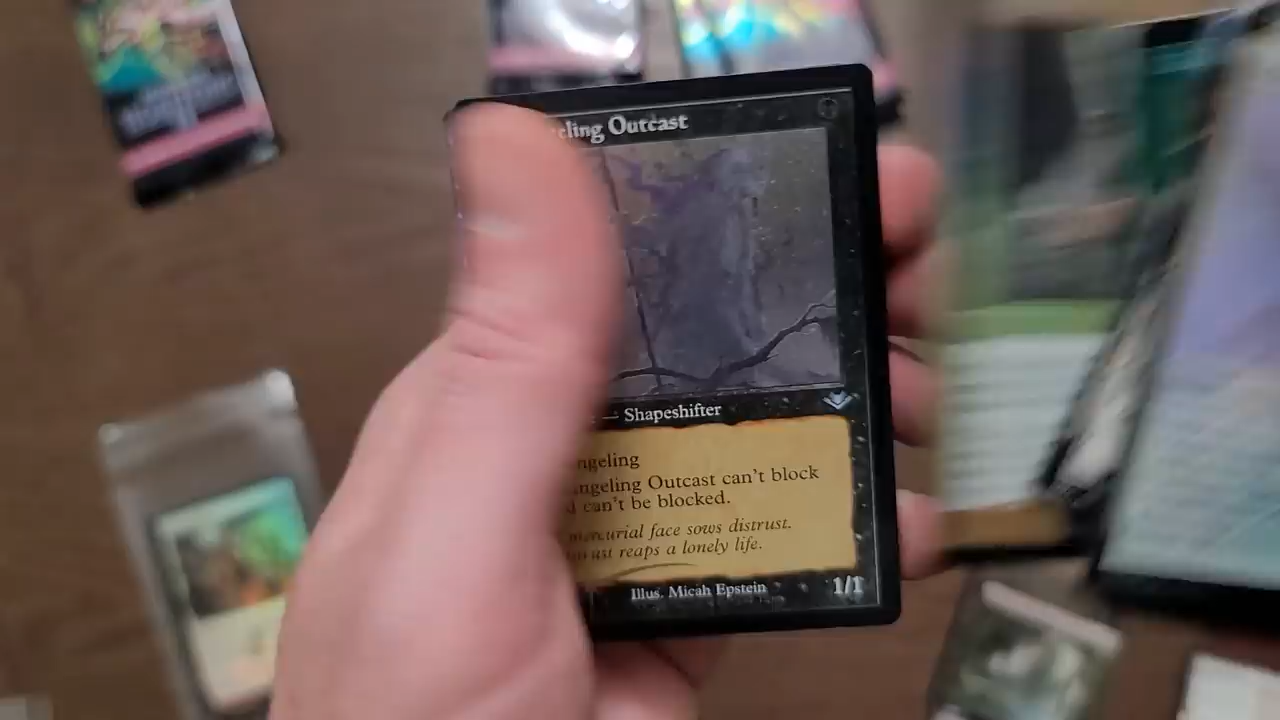 eling Outcast
— Shapeshifter
ngeling
ngeling Outcast can't block
d can't be blocked.
mercurial face sows distrust.
ust reaps a lonely life.
Illus. Micah Epstein
1/1